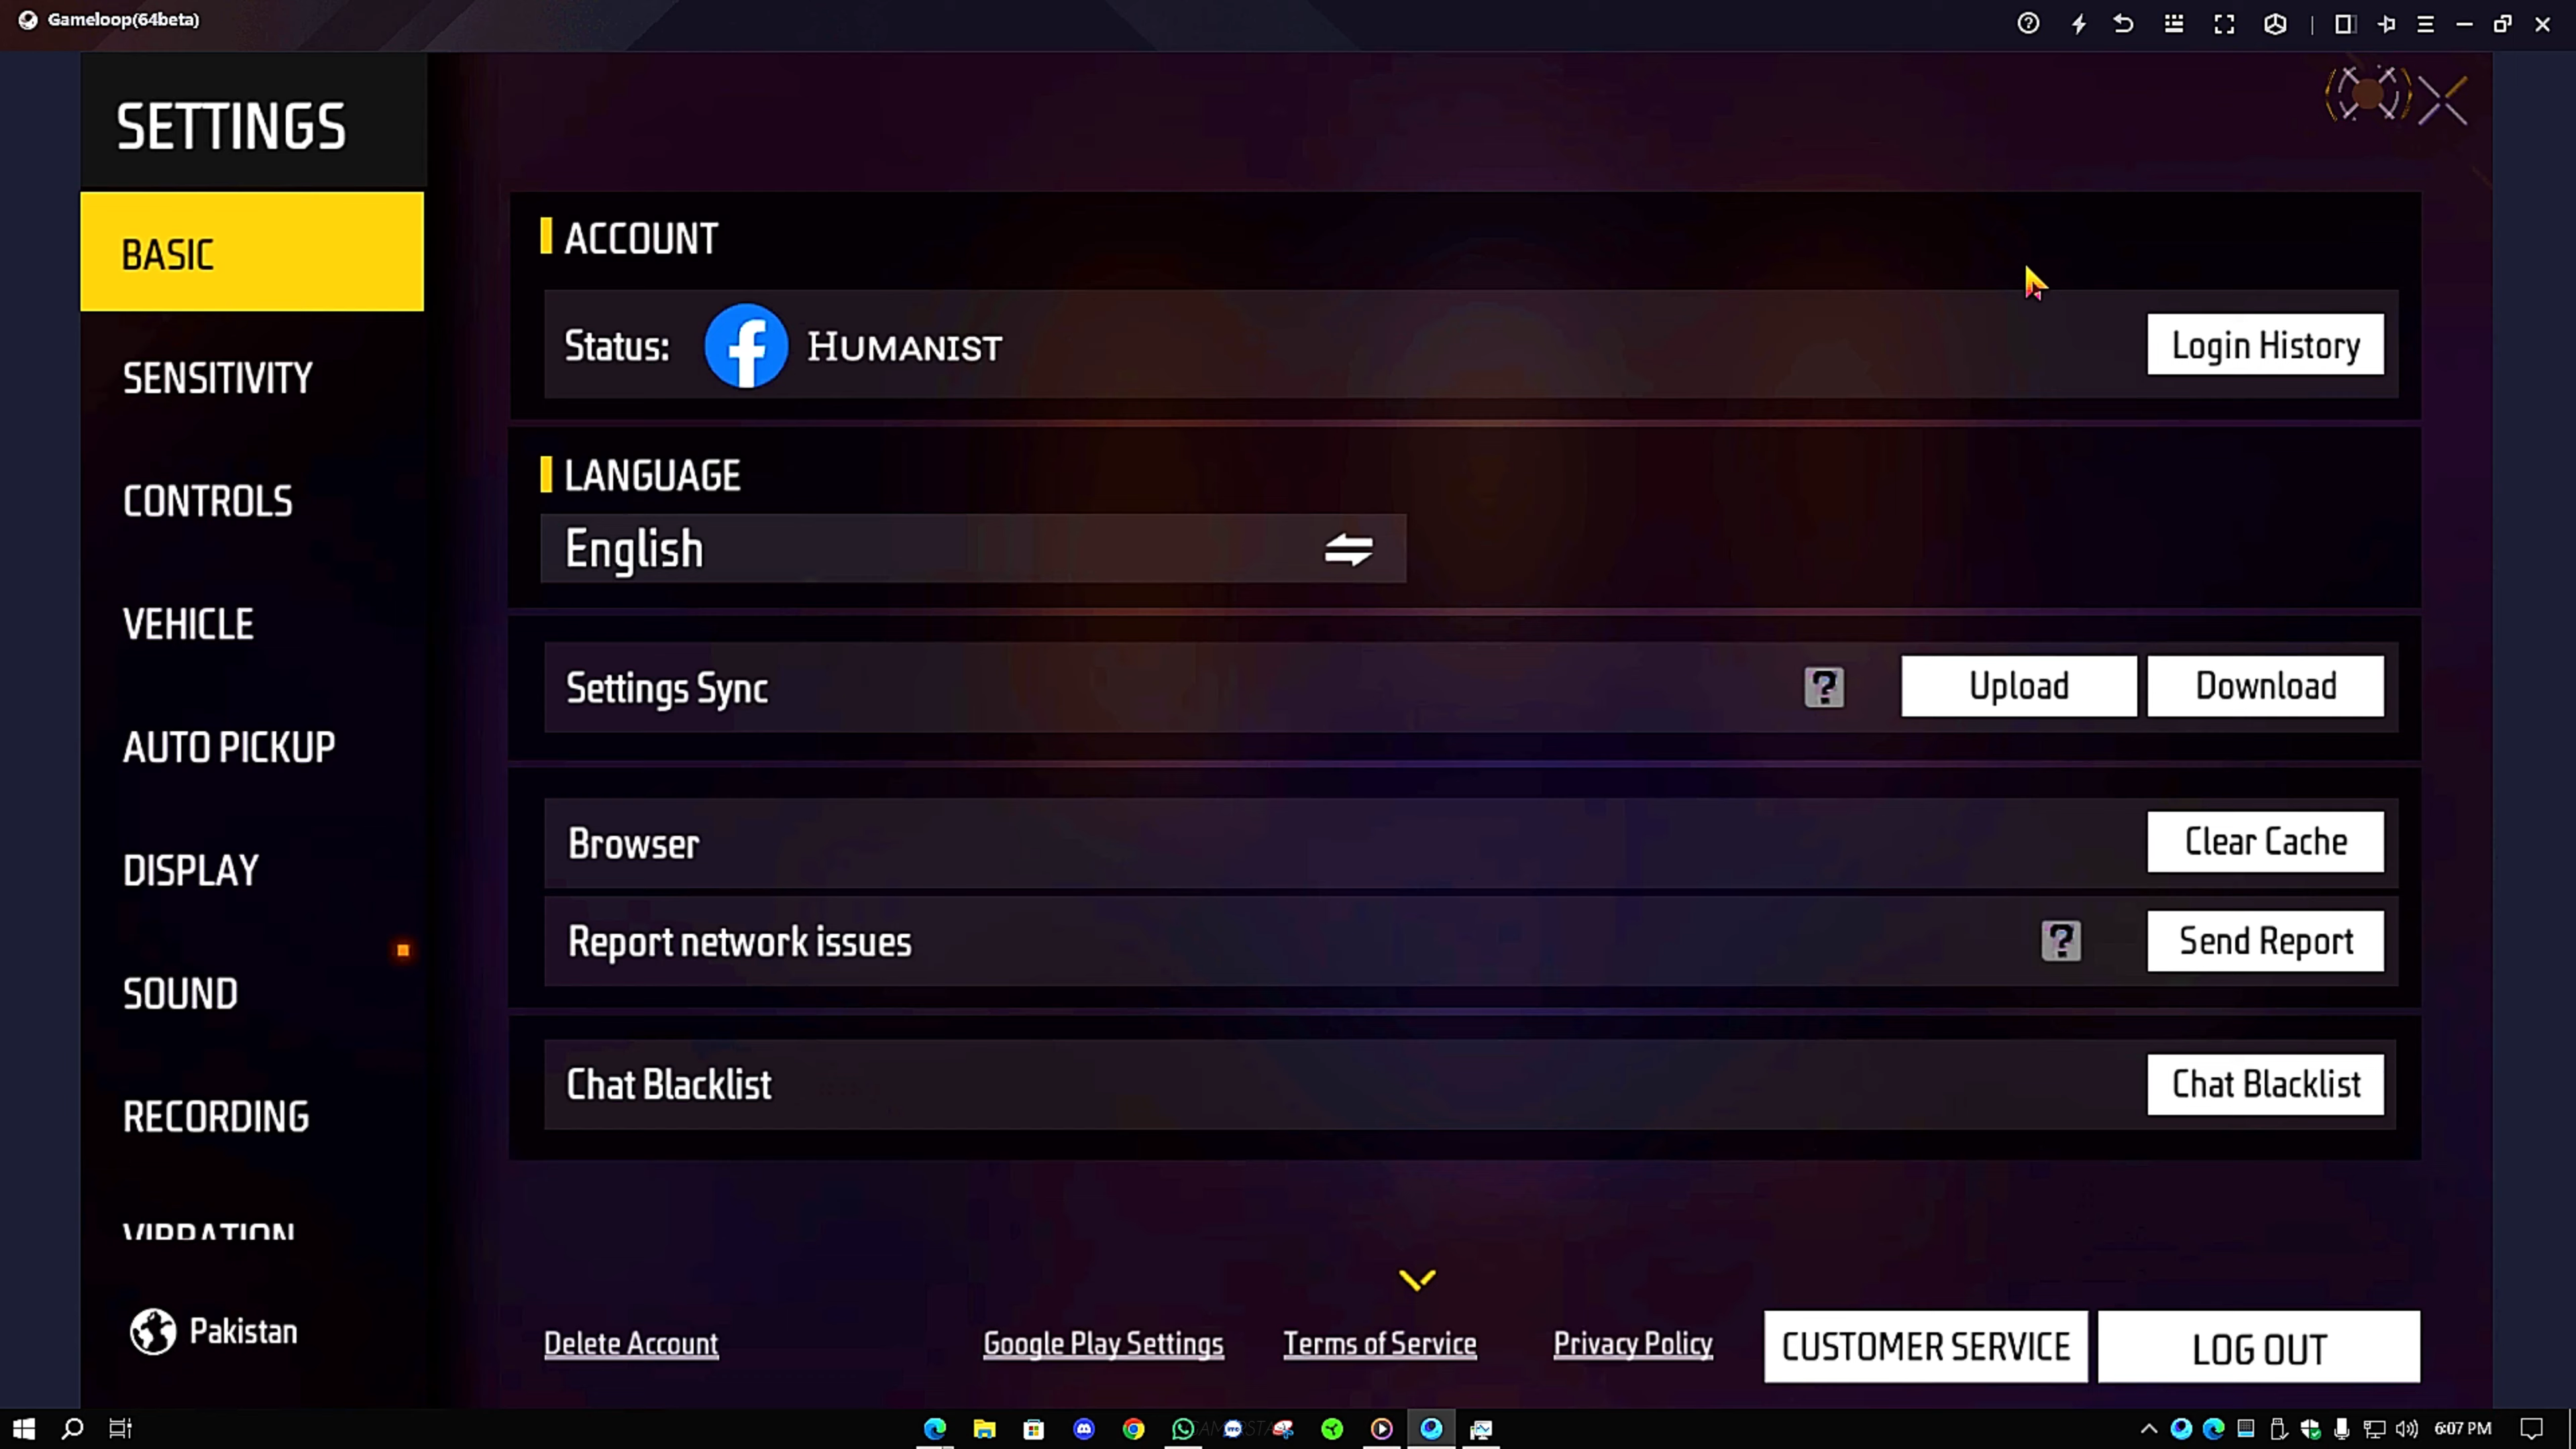 Gameloop(64beta)
SETTINGS
BASIC
SENSITIVITY
CONTROLS
VEHICLE
AUTO PICKUP
DISPLAY
SOUND
RECORDING
VIBRATION
Pakistan
ACCOUNT
Status: HUMANIST
Login History
LANGUAGE
English
Settings Sync
?
Upload
Download
Browser
Clear Cache
Report network issues
?
Send Report
Chat Blacklist
Chat Blacklist
Delete Account
Google Play Settings
Terms of Service
Privacy Policy
CUSTOMER SERVICE
LOG OUT
6:07 PM